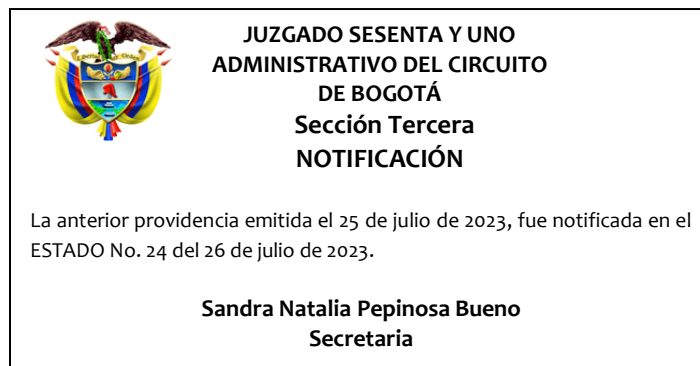 JUZGADO SESENTA Y UNO
ADMINISTRATIVO DEL CIRCUITO
DE BOGOTÁ
Sección Tercera
NOTIFICACIÓN
La anterior providencia emitida el 25 de julio de 2023, fue notificada en el
ESTADO No. 24 del 26 de julio de 2023.
Sandra Natalia Pepinosa Bueno
Secretaria